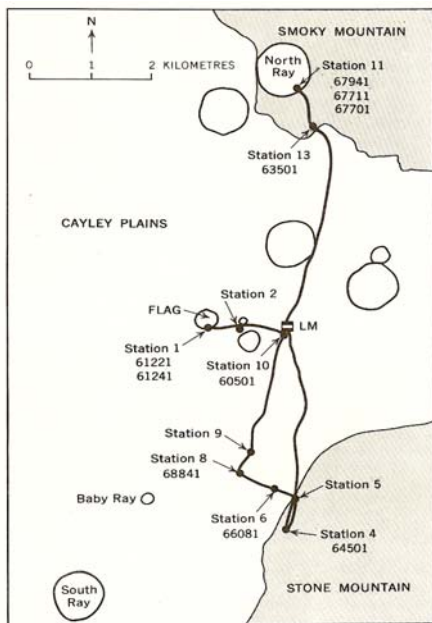 SMOKY MOUNTAIN
N
North
Ray
Station 11
0 1 2 KILOMETRES
67941
67711
67701
Station 13
63501
CAYLEY PLAINS
FLAG
Station 2
LM
Station 1
61221
61241
Station 10
60501
Station 9
Station 8
68841
Baby Ray
Station 5
Station 6
66081
Station 4
64501
South
Ray
STONE MOUNTAIN